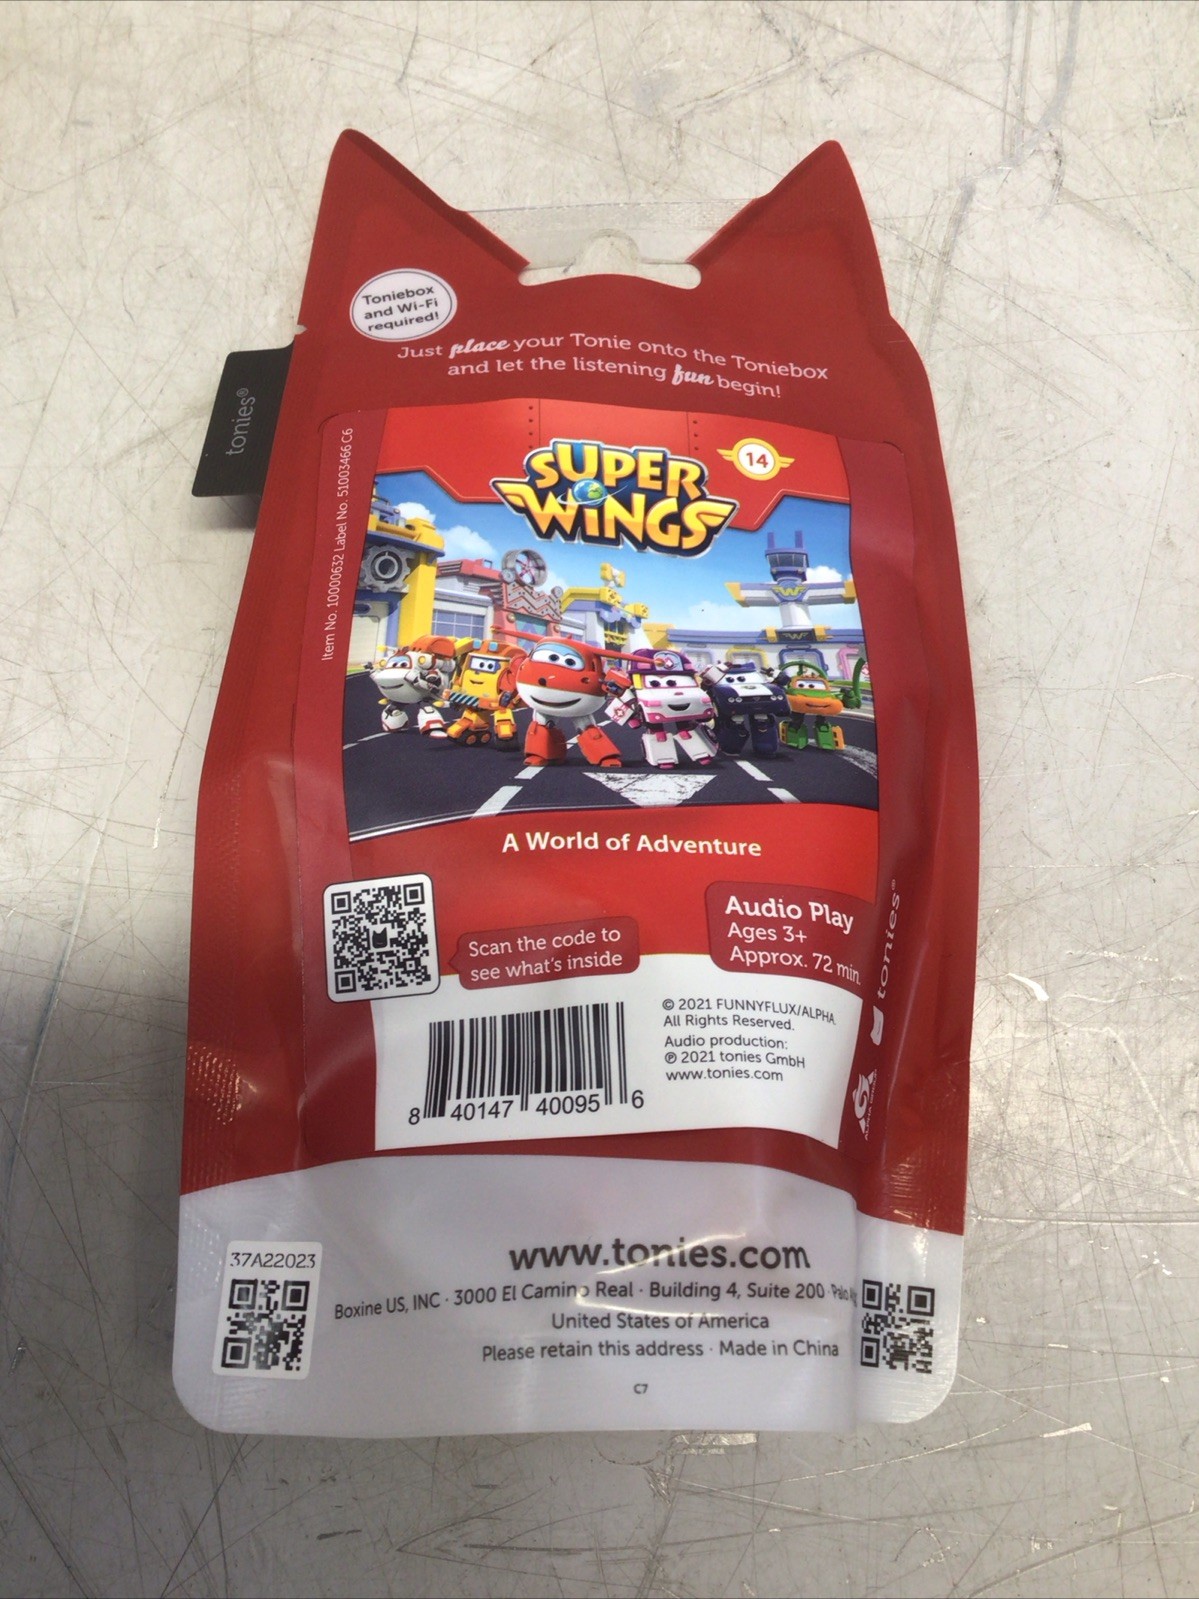 Toniebox
and Wi-Fi
required!
Just place your Tonie onto the Toniebox
and let the listening fun begin!
tonies®
Item No. 10000632 Label No. 51003466 C6
SUPER
WINGS
14
A World of Adventure
Scan the code to
see what's inside
Audio Play
Ages 3+
Approx. 72 min.
© 2021 FUNNYFLUX/ALPHA.
All Rights Reserved.
Audio production:
℗ 2021 tonies GmbH
www.tonies.com
8 40147 40095 6
tonies®
37A22023
www.tonies.com
Boxine US, INC · 3000 El Camino Real · Building 4, Suite 200 · Palo
United States of America
Please retain this address · Made in China
C7